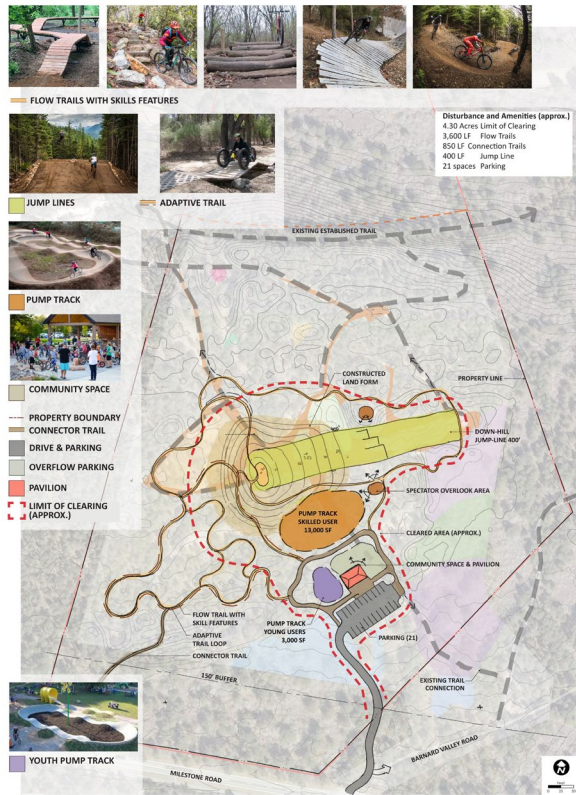 FLOW TRAILS WITH SKILLS FEATURES
Disturbance and Amenities (approx.)
4.30 Acres Limit of Clearing
3,600 LF Flow Trails
850 LF Connection Trails
400 LF Jump Line
21 spaces Parking
JUMP LINES
ADAPTIVE TRAIL
EXISTING ESTABLISHED TRAIL
PUMP TRACK
COMMUNITY SPACE
PROPERTY BOUNDARY
CONNECTOR TRAIL
DRIVE & PARKING
OVERFLOW PARKING
PAVILION
LIMIT OF CLEARING
(APPROX.)
CONSTRUCTED
LAND FORM
PROPERTY LINE
DOWN-HILL
JUMP-LINE 400'
SPECTATOR OVERLOOK AREA
PUMP TRACK
SKILLED USER
13,000 SF
CLEARED AREA (APPROX.)
COMMUNITY SPACE & PAVILION
FLOW TRAIL WITH
SKILL FEATURES
ADAPTIVE
TRAIL LOOP
CONNECTOR TRAIL
PUMP TRACK
YOUNG USERS
3,000 SF
PARKING (21)
150' BUFFER
EXISTING TRAIL
CONNECTION
BARNARD VALLEY ROAD
MILESTONE ROAD
YOUTH PUMP TRACK
N